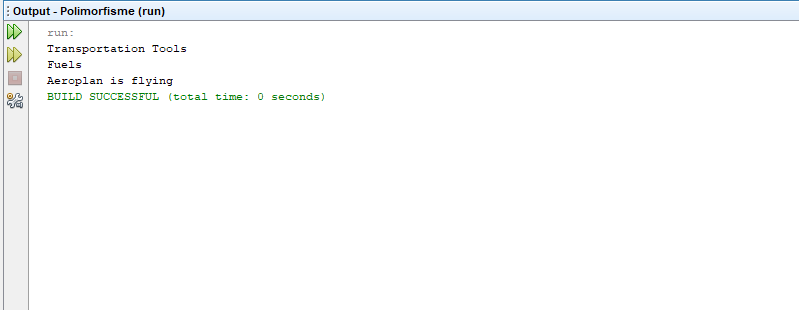 Output - Polimorfisme (run)
run:
Transportation Tools
Fuels
Aeroplan is flying
BUILD SUCCESSFUL (total time: 0 seconds)